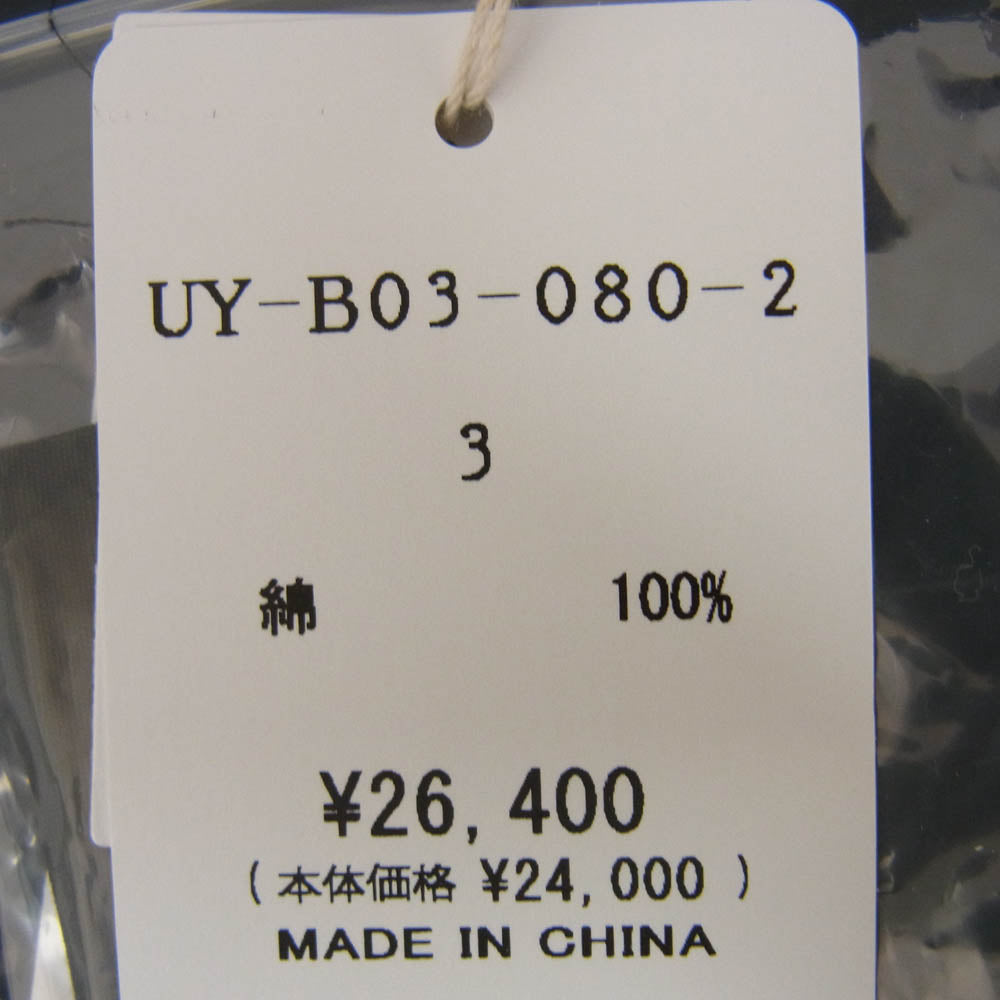 UY-B03-080-2
3
綿 100%
¥26,400
(本体価格 ¥24,000)
MADE IN CHINA